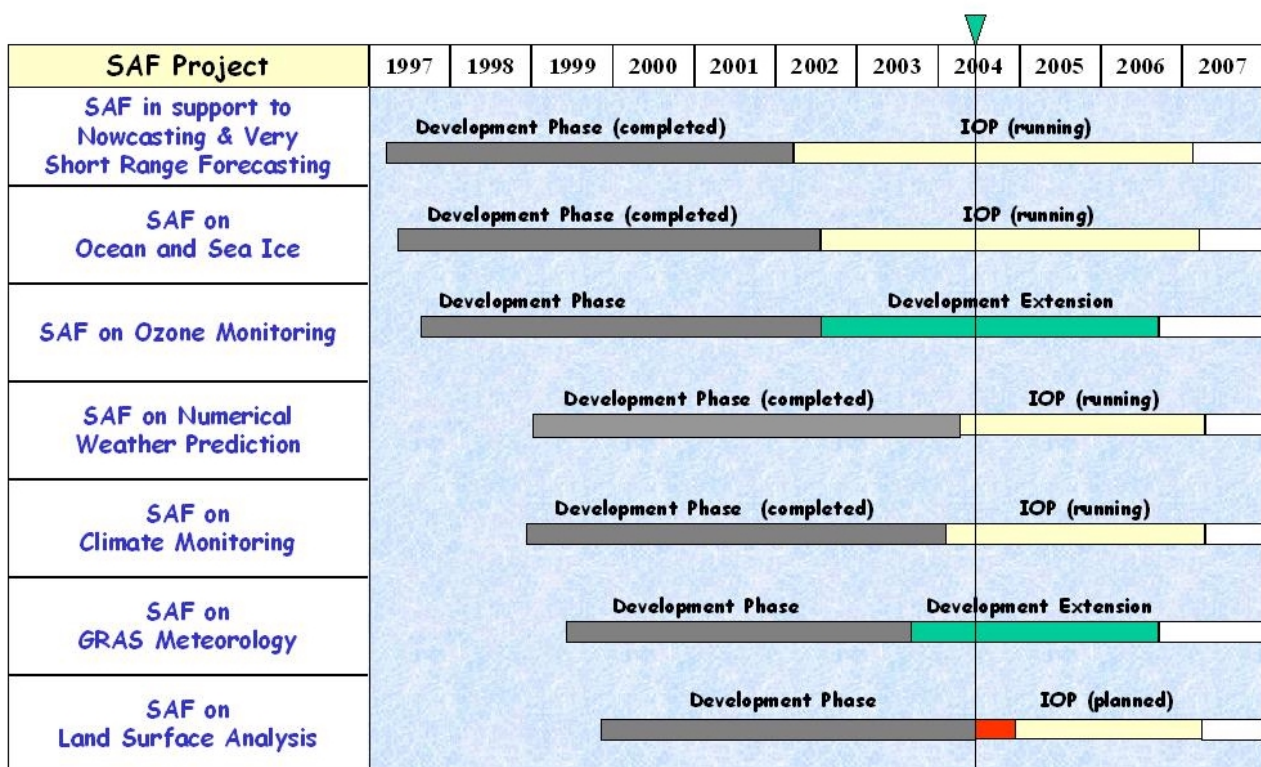 SAF Project 1997 1998 1999 2000 2001 2002 2003 2004 2005 2006 2007
SAF in support to
Nowcasting & Very
Short Range Forecasting
Development Phase (completed) IOP (running)
SAF on
Ocean and Sea Ice
Development Phase (completed) IOP (running)
SAF on Ozone Monitoring
Development Phase Development Extension
SAF on Numerical
Weather Prediction
Development Phase (completed) IOP (running)
SAF on
Climate Monitoring
Development Phase (completed) IOP (running)
SAF on
GRAS Meteorology
Development Phase Development Extension
SAF on
Land Surface Analysis
Development Phase IOP (planned)